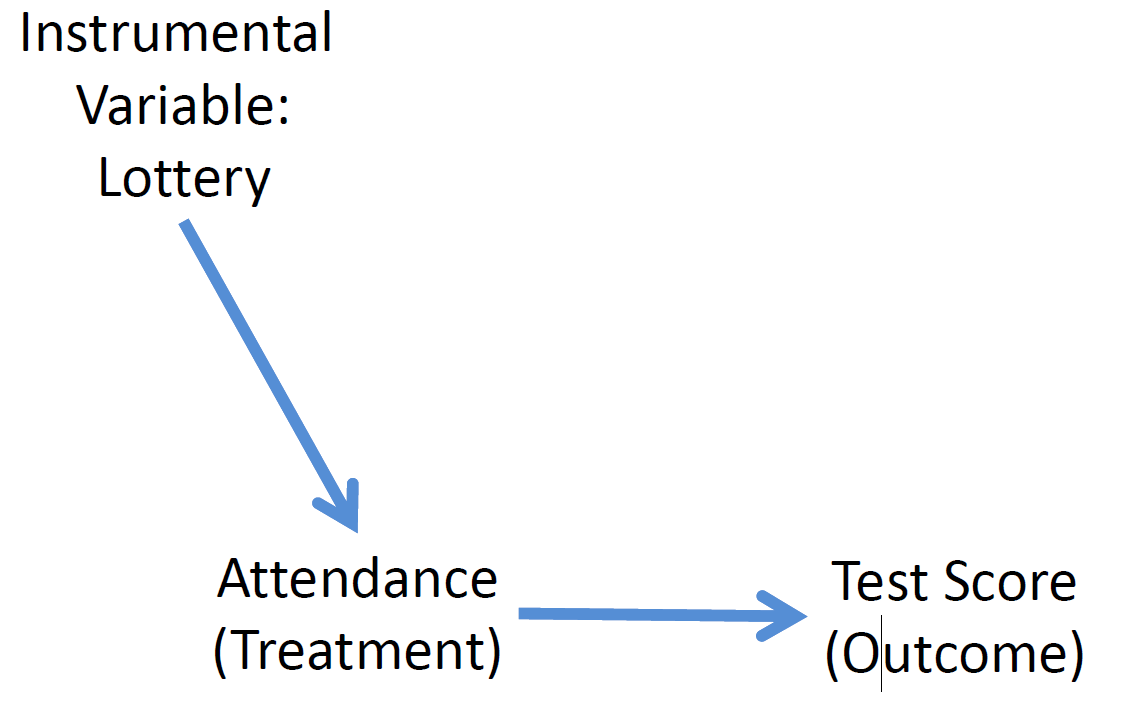 Instrumental
Variable:
Lottery
Attendance
(Treatment)
Test Score
(Outcome)